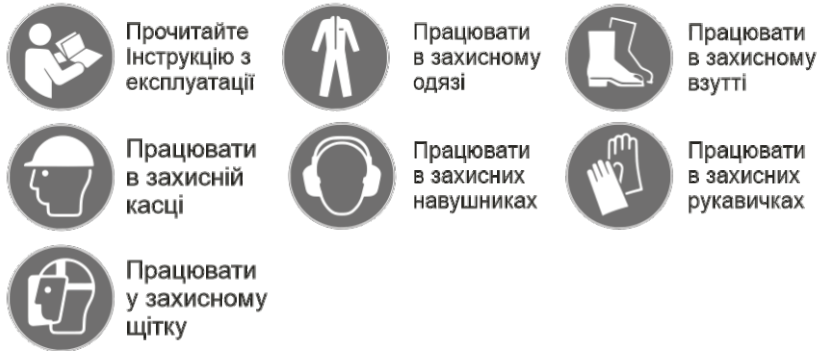 Прочитайте
Інструкцію з
експлуатації
Працювати
в захисному
одязі
Працювати
в захисному
взутті
Працювати
в захисній
касці
Працювати
в захисних
навушниках
Працювати
в захисних
рукавичках
Працювати
у захисному
щітку